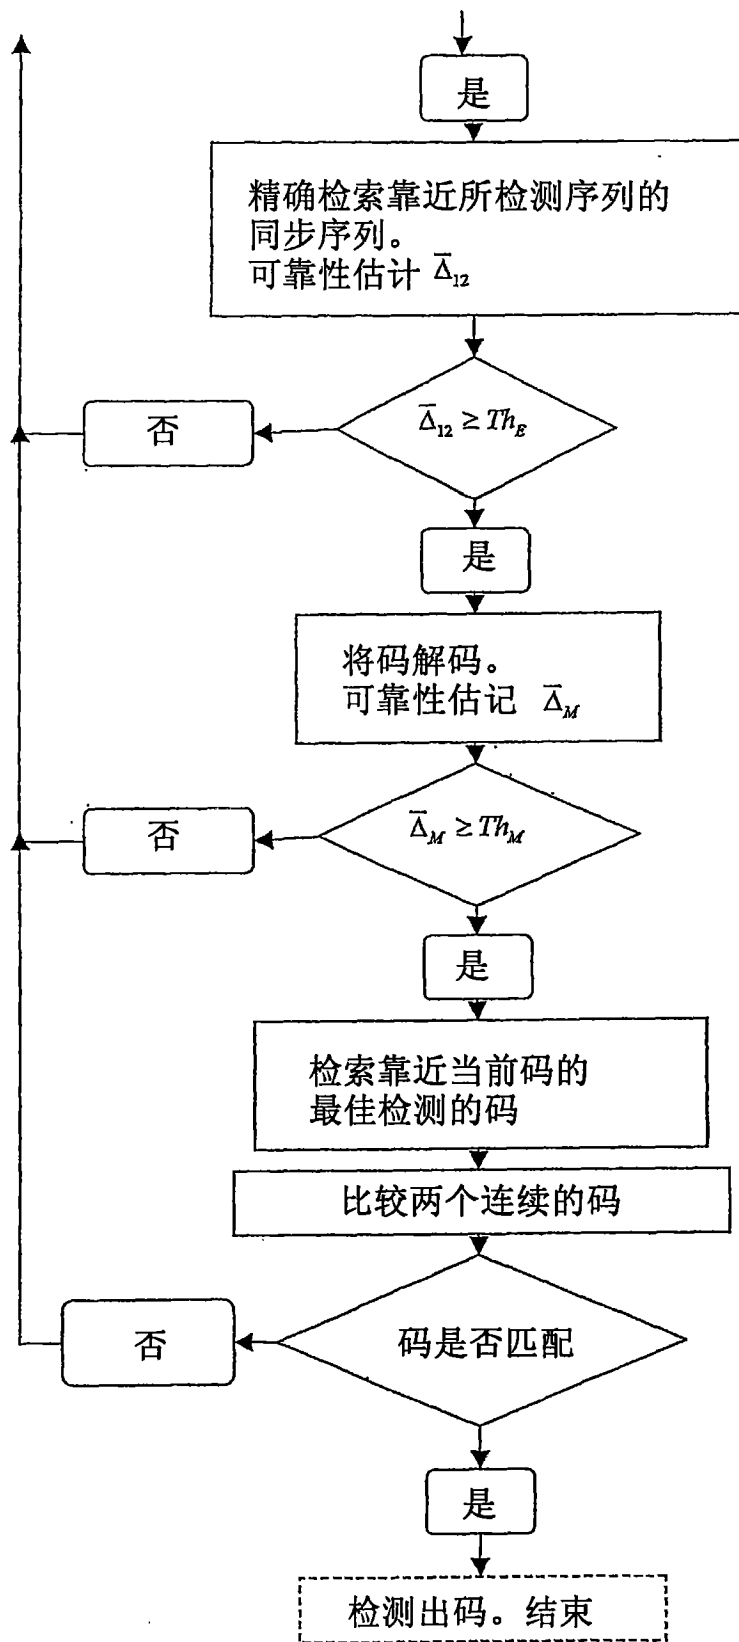 是
精确检索靠近所检测序列的
同步序列。
可靠性估计 Δ̅₁₂
否
Δ̅₁₂ ≥ Th_E
是
将码解码。
可靠性估记 Δ̅_M
否
Δ̅_M ≥ Th_M
是
检索靠近当前码的
最佳检测的码
比较两个连续的码
否
码是否匹配
是
检测出码。结束